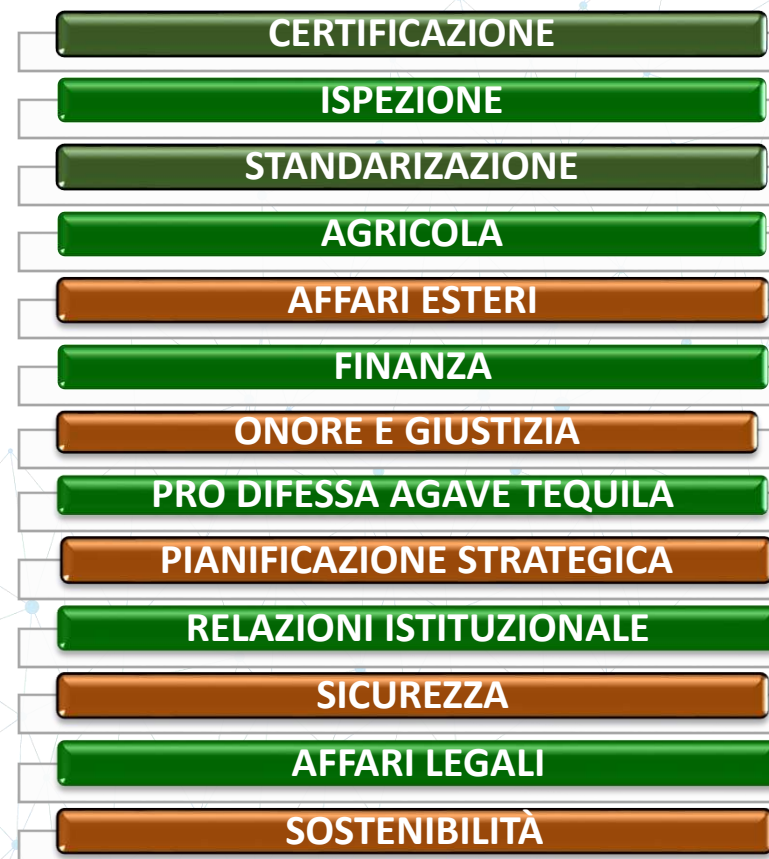 CERTIFICAZIONE
ISPEZIONE
STANDARIZAZIONE
AGRICOLA
AFFARI ESTERI
FINANZA
ONORE E GIUSTIZIA
PRO DIFESSA AGAVE TEQUILA
PIANIFICAZIONE STRATEGICA
RELAZIONI ISTITUZIONALE
SICUREZZA
AFFARI LEGALI
SOSTENIBILITÀ